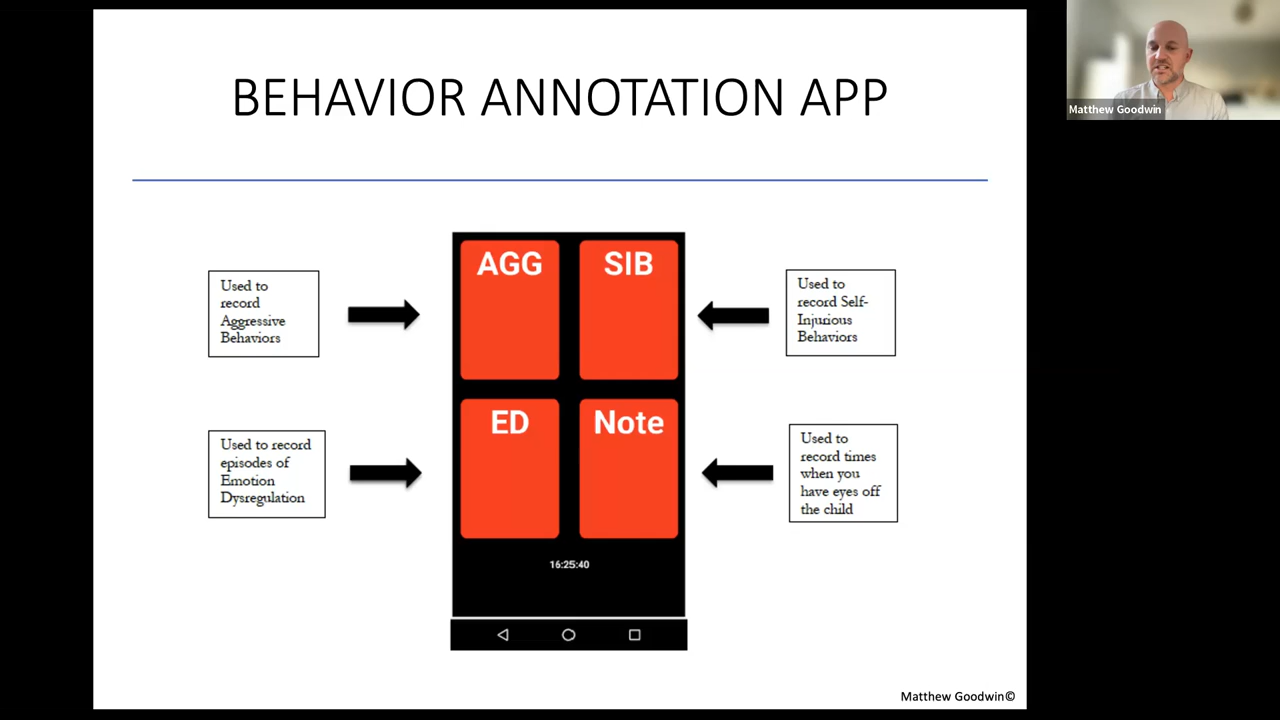 BEHAVIOR ANNOTATION APP
Matthew Goodwin
AGG
SIB
Used to
record
Aggressive
Behaviors
Used to
record Self-
Injurious
Behaviors
ED
Note
Used to record
episodes of
Emotion
Dysregulation
Used to
record times
when you
have eyes off
the child
16:25:40
Matthew Goodwin©